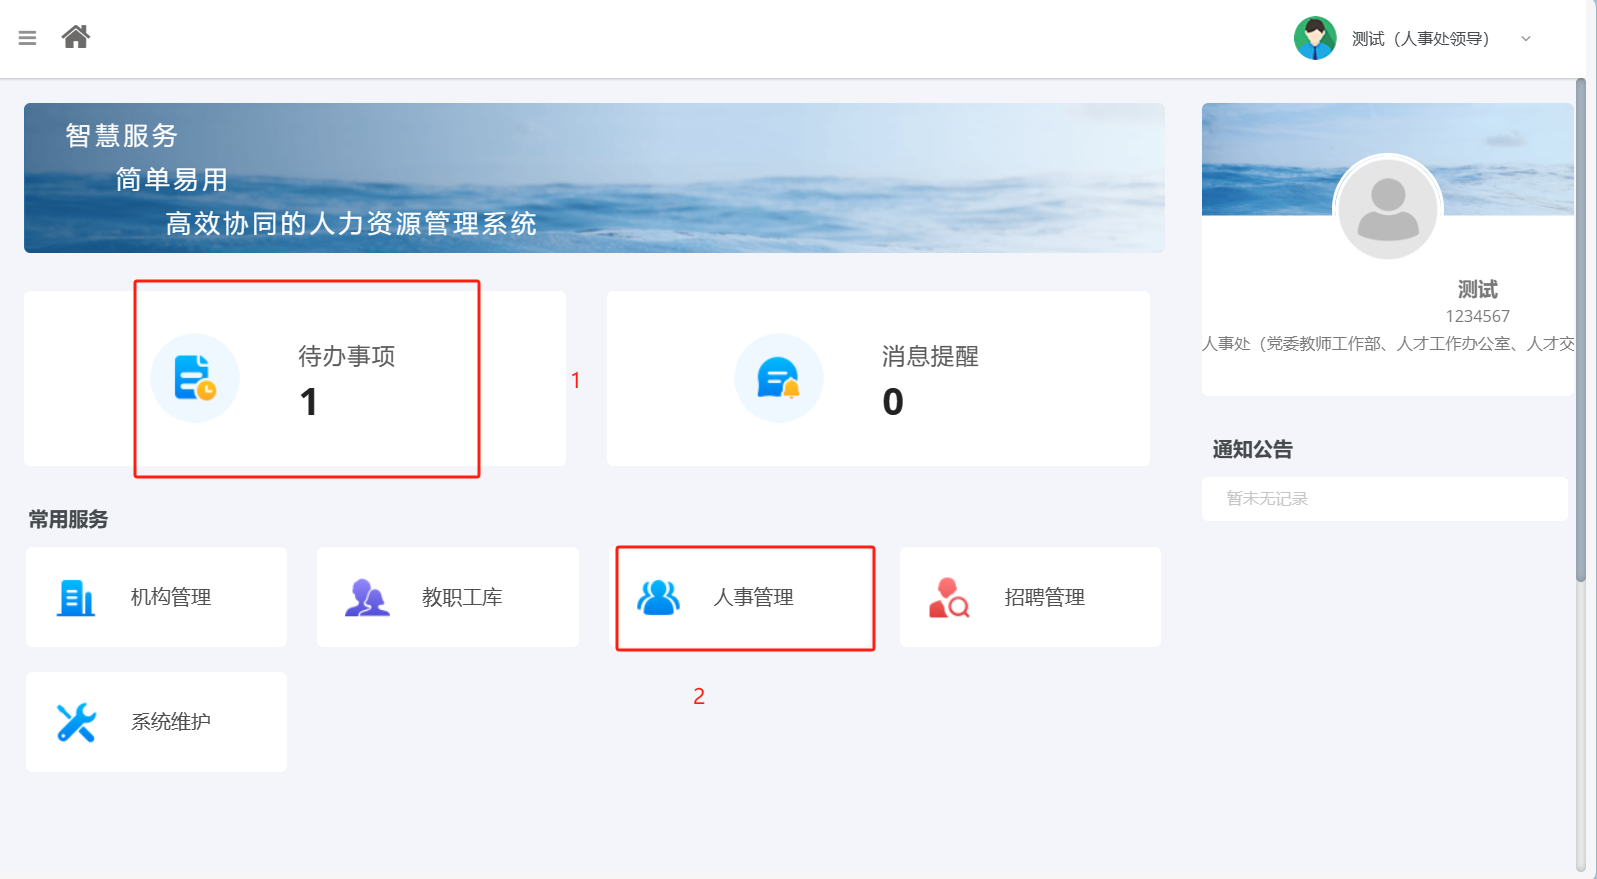 测试（人事处领导）
智慧服务
简单易用
高效协同的人力资源管理系统
待办事项
1
1
消息提醒
0
测试
1234567
人事处（党委教师工作部、人才工作办公室、人才交
通知公告
暂未无记录
常用服务
机构管理
教职工库
人事管理
招聘管理
2
系统维护